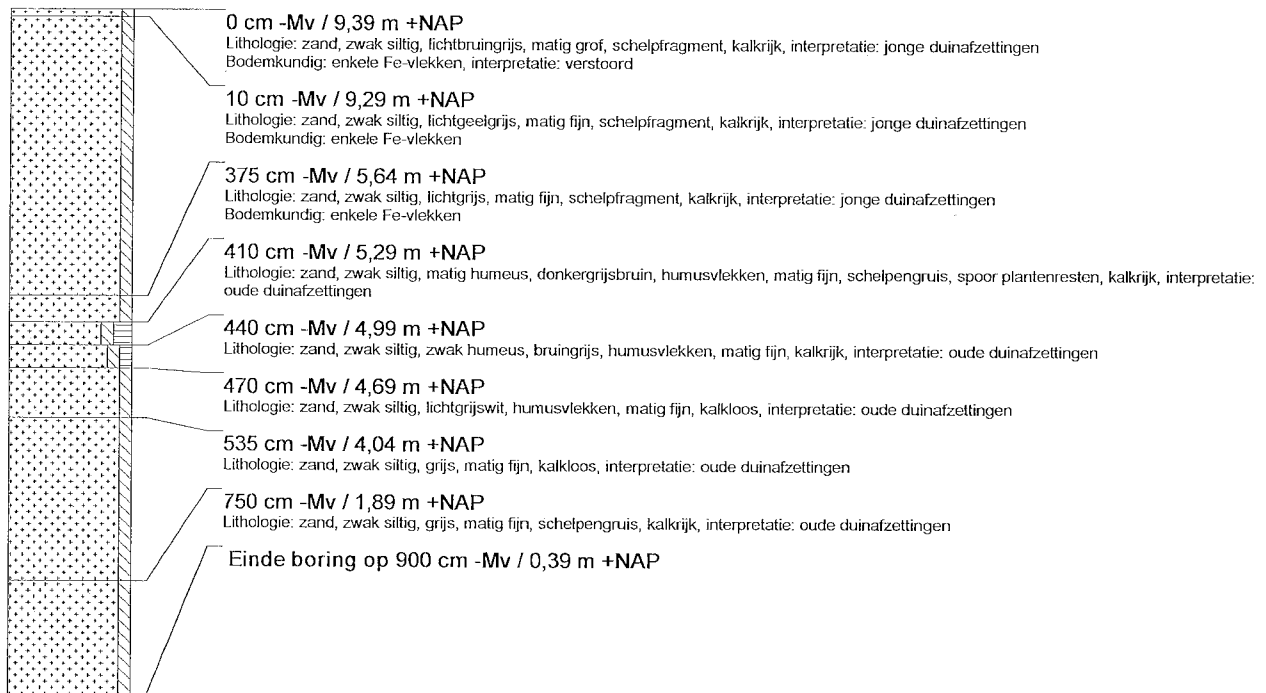 0 cm -Mv / 9,39 m +NAP
Lithologie: zand, zwak siltig, lichtbruingrijs, matig grof, schelpfragment, kalkrijk, interpretatie: jonge duinafzettingen
Bodemkundig: enkele Fe-vlekken, interpretatie: verstoord
10 cm -Mv / 9,29 m +NAP
Lithologie: zand, zwak siltig, lichtgeelgrijs, matig fijn, schelpfragment, kalkrijk, interpretatie: jonge duinafzettingen
Bodemkundig: enkele Fe-vlekken
375 cm -Mv / 5,64 m +NAP
Lithologie: zand, zwak siltig, lichtgrijs, matig fijn, schelpfragment, kalkrijk, interpretatie: jonge duinafzettingen
Bodemkundig: enkele Fe-vlekken
410 cm -Mv / 5,29 m +NAP
Lithologie: zand, zwak siltig, matig humeus, donkergrijsbruin, humusvlekken, matig fijn, schelpengruis, spoor plantenresten, kalkrijk, interpretatie:
oude duinafzettingen
440 cm -Mv / 4,99 m +NAP
Lithologie: zand, zwak siltig, zwak humeus, bruingrijs, humusvlekken, matig fijn, kalkrijk, interpretatie: oude duinafzettingen
470 cm -Mv / 4,69 m +NAP
Lithologie: zand, zwak siltig, lichtgrijswit, humusvlekken, matig fijn, kalkloos, interpretatie: oude duinafzettingen
535 cm -Mv / 4,04 m +NAP
Lithologie: zand, zwak siltig, grijs, matig fijn, kalkloos, interpretatie: oude duinafzettingen
750 cm -Mv / 1,89 m +NAP
Lithologie: zand, zwak siltig, grijs, matig fijn, schelpengruis, kalkrijk, interpretatie: oude duinafzettingen
Einde boring op 900 cm -Mv / 0,39 m +NAP